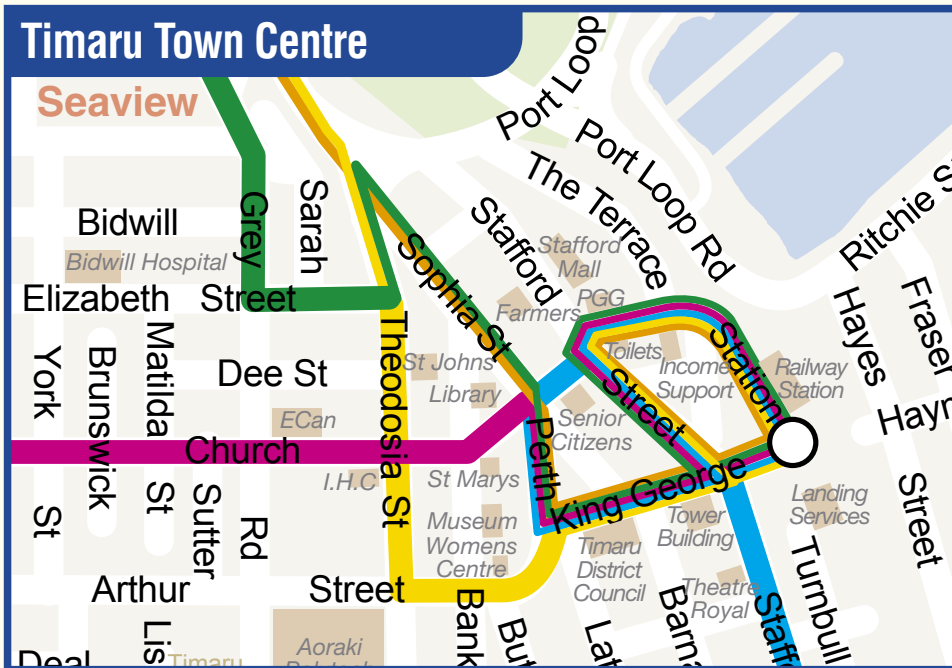 Timaru Town Centre
Seaview
Port Loop
Port Loop Rd
The Terrace
Ritchie
Bidwill
Grey
Sarah
Sophia St
Stafford
Stafford
Mall
Bidwill Hospital
Elizabeth Street
PGG
Farmers
Hayes
Fraser
York
St
Brunswick
Matilda
St
Dee St
Theodosia St
St Johns
Library
Toilets
Income
Support
Station
Railway
Station
ECan
Street
Senior
Citizens
Church
Perth
I.H.C
St Marys
King George
Street
Sutter
Rd
Museum
Womens
Centre
Tower
Building
Landing
Services
Timaru
District
Council
Theatre
Royal
Turnbull
Arthur Street
Bank
Aoraki
Timaru
Deal